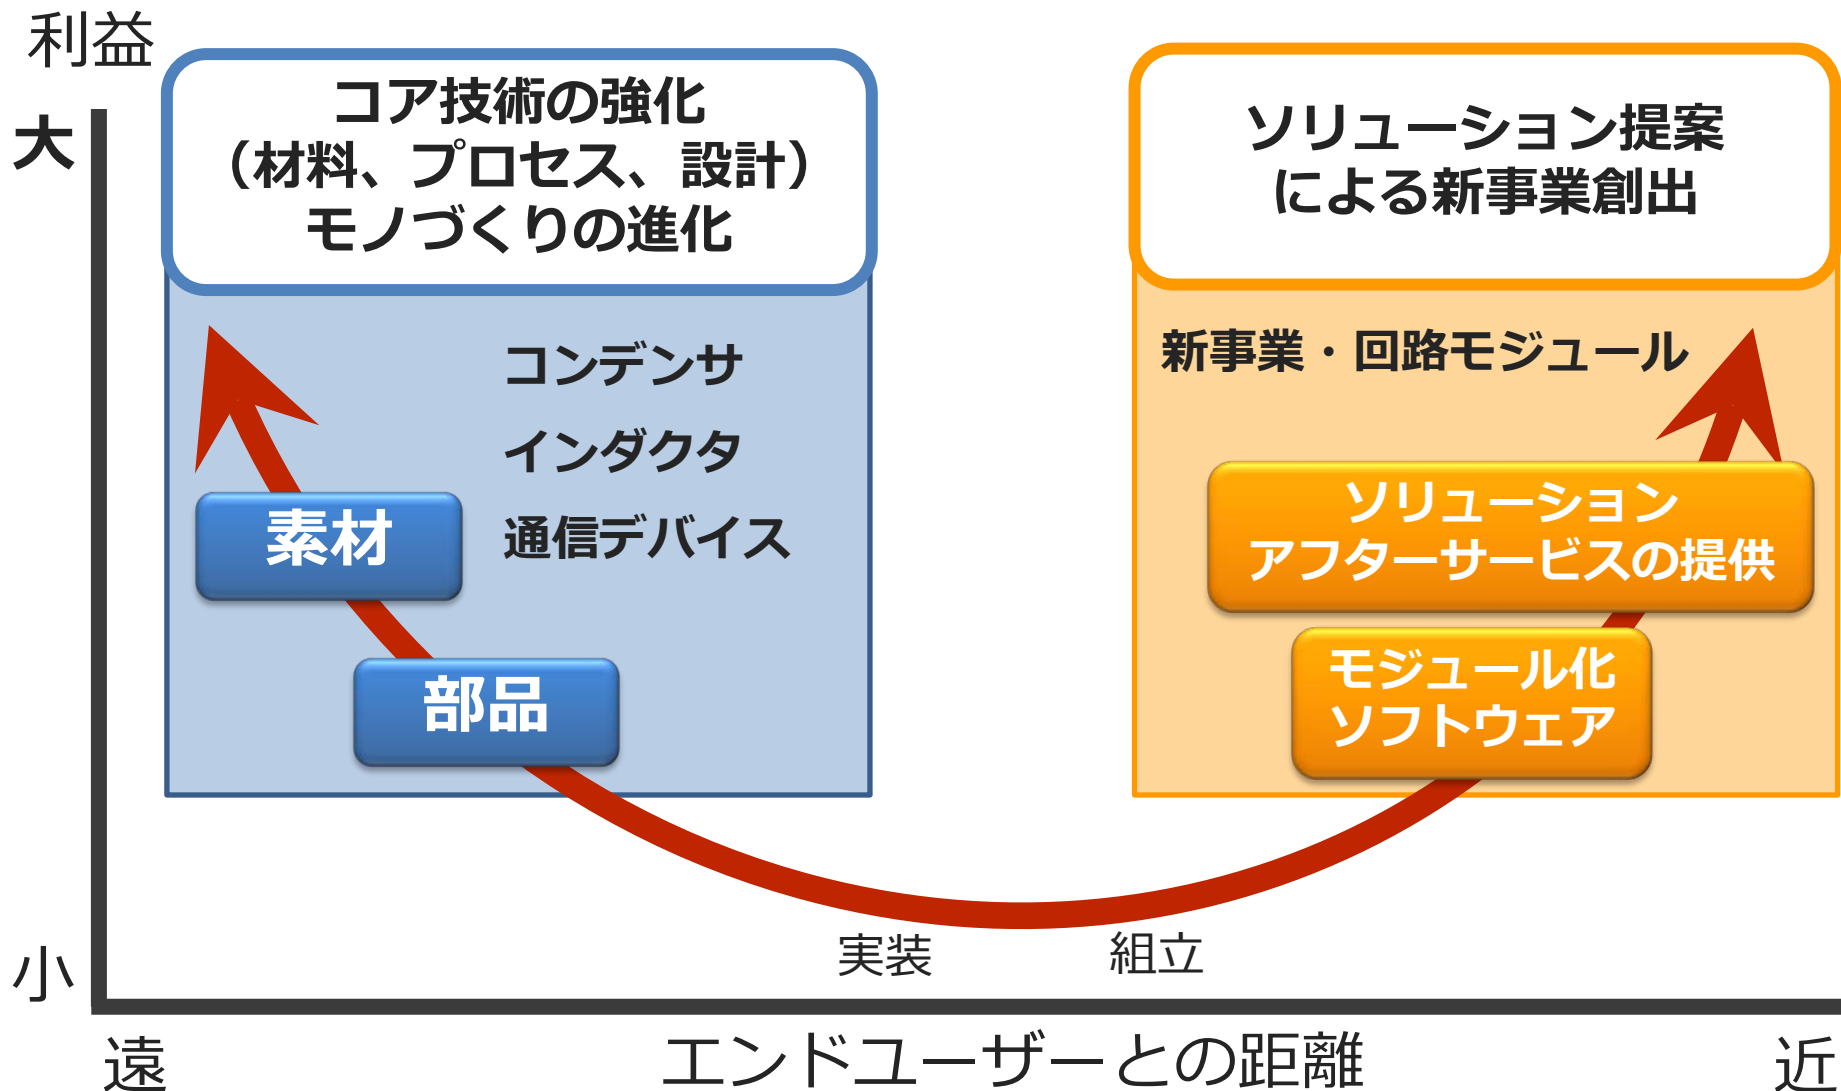 利益
大
コア技術の強化
（材料、プロセス、設計）
モノづくりの進化
コンデンサ
インダクタ
通信デバイス
素材
部品
ソリューション提案
による新事業創出
新事業・回路モジュール
ソリューション
アフターサービスの提供
モジュール化
ソフトウェア
実装
組立
小
遠
エンドユーザーとの距離
近